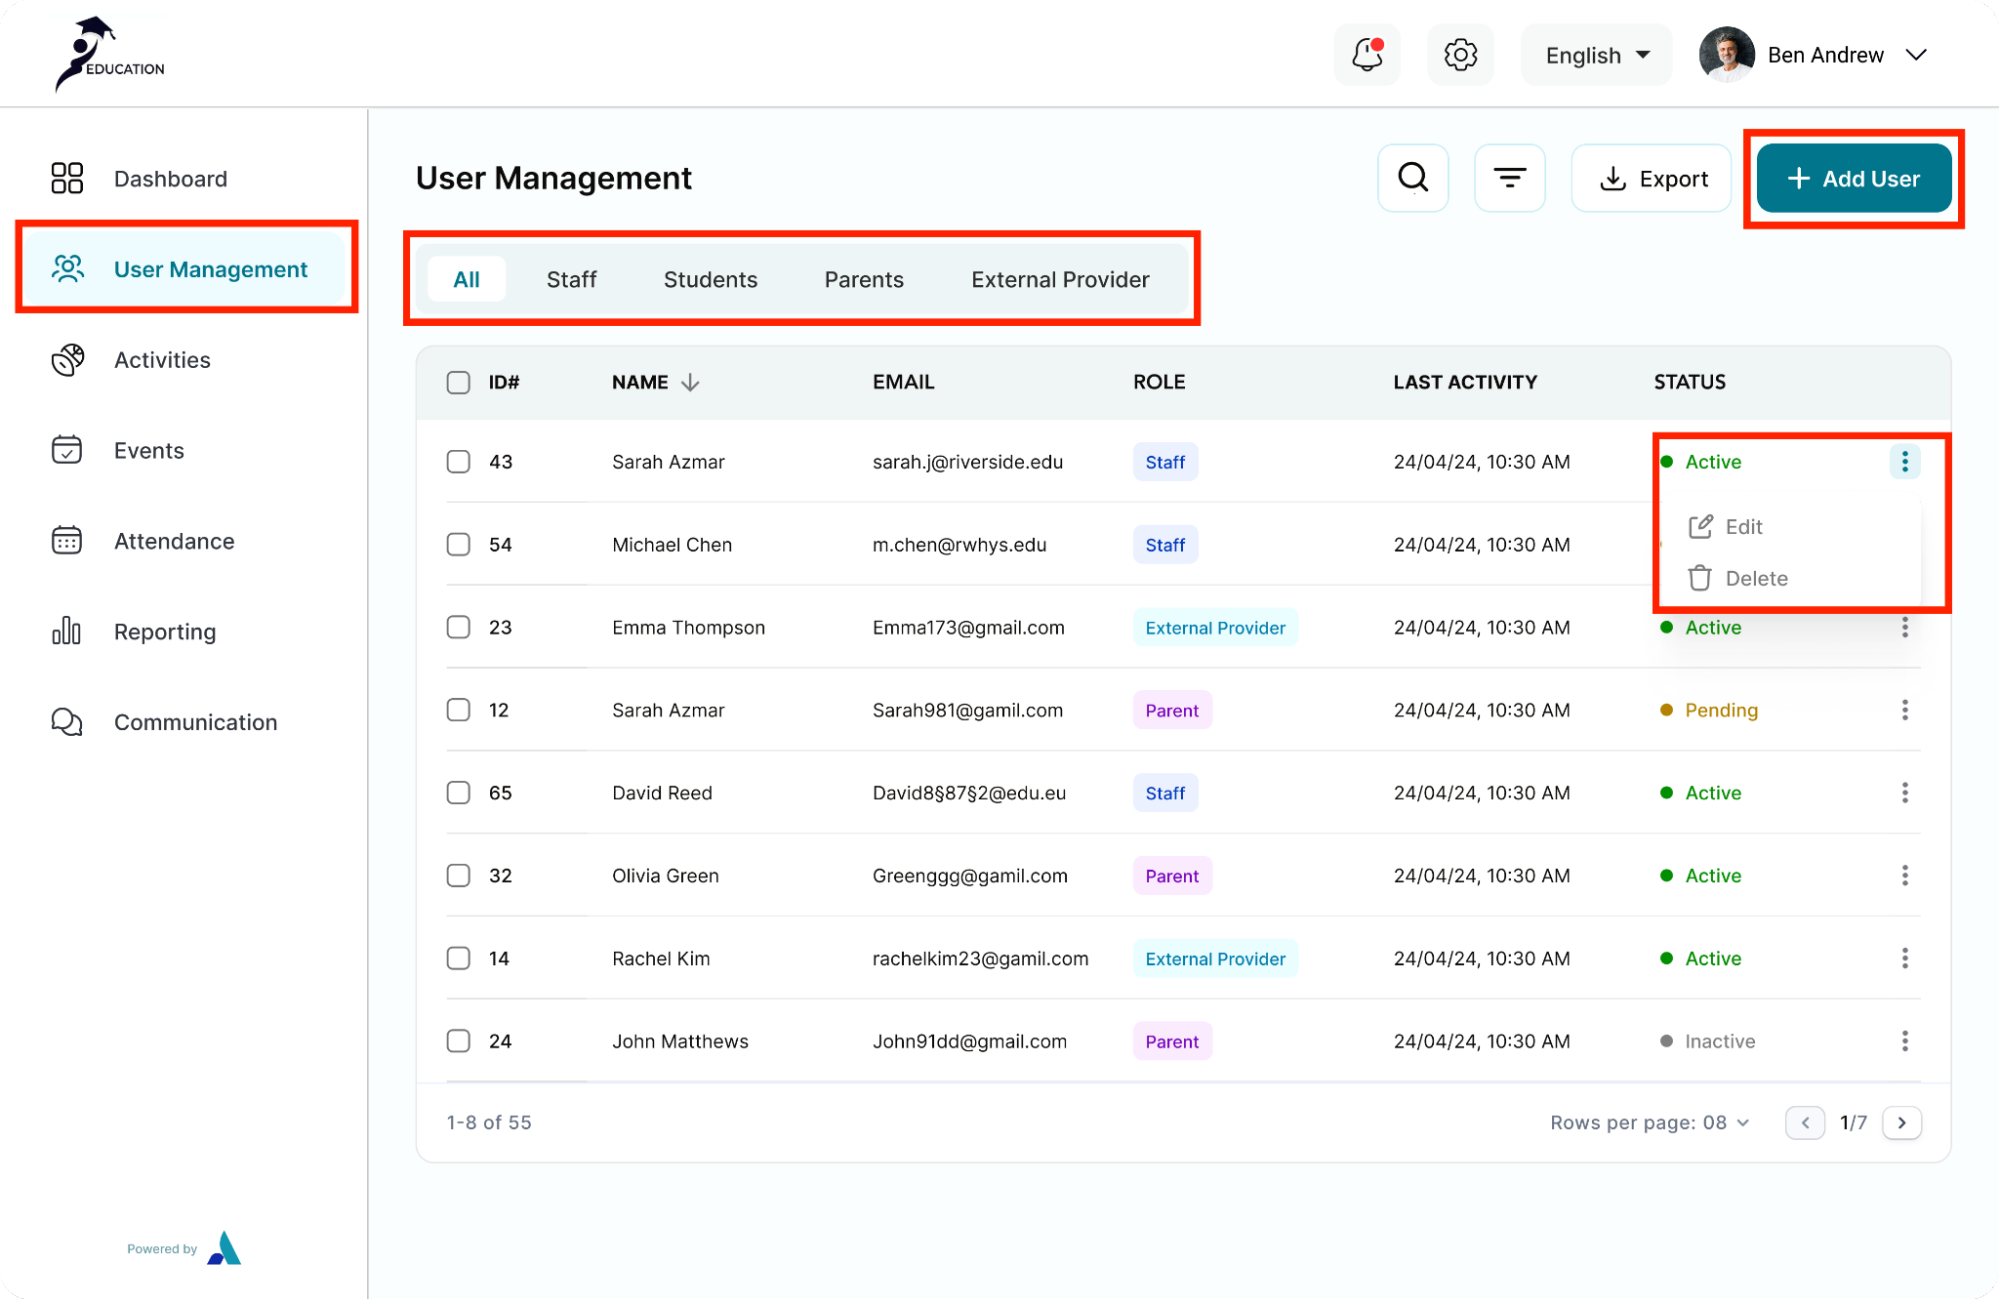 EDUCATION
English
Ben Andrew
Dashboard
User Management
Activities
Events
Attendance
Reporting
Communication
Powered by
User Management
Export
+ Add User
All Staff Students Parents External Provider
ID# NAME EMAIL ROLE LAST ACTIVITY STATUS
43 Sarah Azmar sarah.j@riverside.edu Staff 24/04/24, 10:30 AM Active
Edit
54 Michael Chen m.chen@rwhys.edu Staff 24/04/24, 10:30 AM
Delete
23 Emma Thompson Emma173@gmail.com External Provider 24/04/24, 10:30 AM Active
12 Sarah Azmar Sarah981@gamil.com Parent 24/04/24, 10:30 AM Pending
65 David Reed David8§87§2@edu.eu Staff 24/04/24, 10:30 AM Active
32 Olivia Green Greenggg@gamil.com Parent 24/04/24, 10:30 AM Active
14 Rachel Kim rachelkim23@gamil.com External Provider 24/04/24, 10:30 AM Active
24 John Matthews John91dd@gmail.com Parent 24/04/24, 10:30 AM Inactive
1-8 of 55
Rows per page: 08
1/7